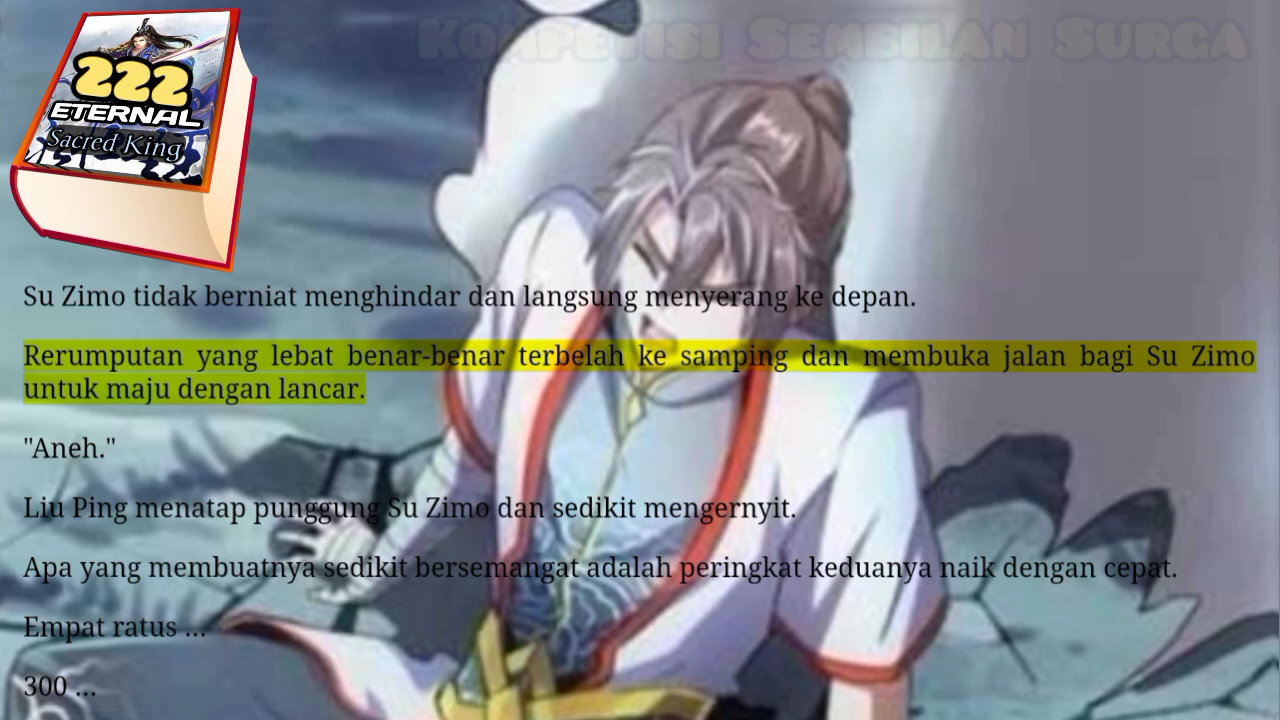 Kompetisi Sembilan Surga
222
ETERNAL
Sacred King
Su Zimo tidak berniat menghindar dan langsung menyerang ke depan.
Rerumputan yang lebat benar-benar terbelah ke samping dan membuka jalan bagi Su Zimo
untuk maju dengan lancar.
"Aneh."
Liu Ping menatap punggung Su Zimo dan sedikit mengernyit.
Apa yang membuatnya sedikit bersemangat adalah peringkat keduanya naik dengan cepat.
Empat ratus ...
300 ...